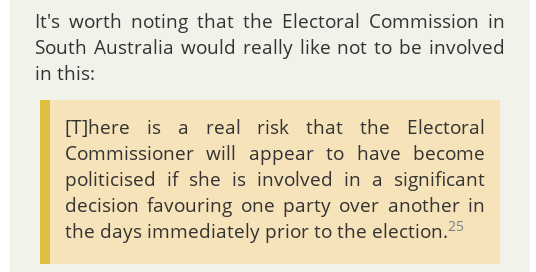 It's worth noting that the Electoral Commission in
South Australia would really like not to be involved
in this:
[T]here is a real risk that the Electoral
Commissioner will appear to have become
politicised if she is involved in a significant
decision favouring one party over another in
the days immediately prior to the election.25